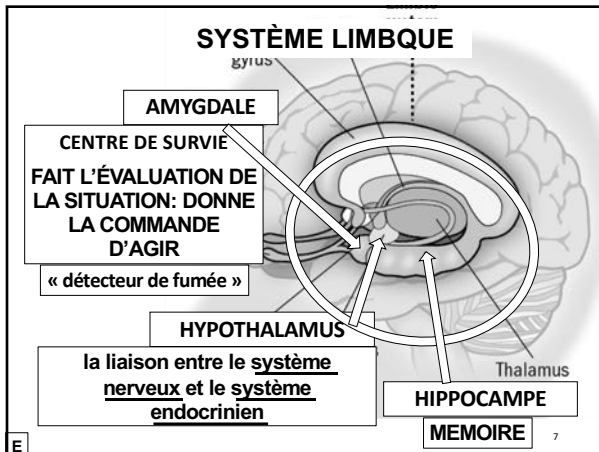 SYSTÈME LIMBQUE
gyrus
AMYGDALE
CENTRE DE SURVIE
FAIT L’ÉVALUATION DE
LA SITUATION: DONNE
LA COMMANDE
D’AGIR
« détecteur de fumée »
HYPOTHALAMUS
la liaison entre le système
nerveux et le système
endocrinien
Thalamus
HIPPOCAMPE
MEMOIRE
7
E